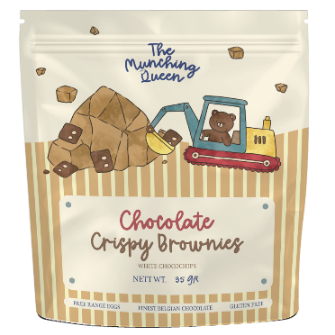 The
Munching
Queen
Chocolate
Crispy Brownies
WHITE CHOCOCHIPS
NETT WT. 35 GR
FREE RANGE EGGS FINEST BELGIAN CHOCOLATE GLUTEN FREE